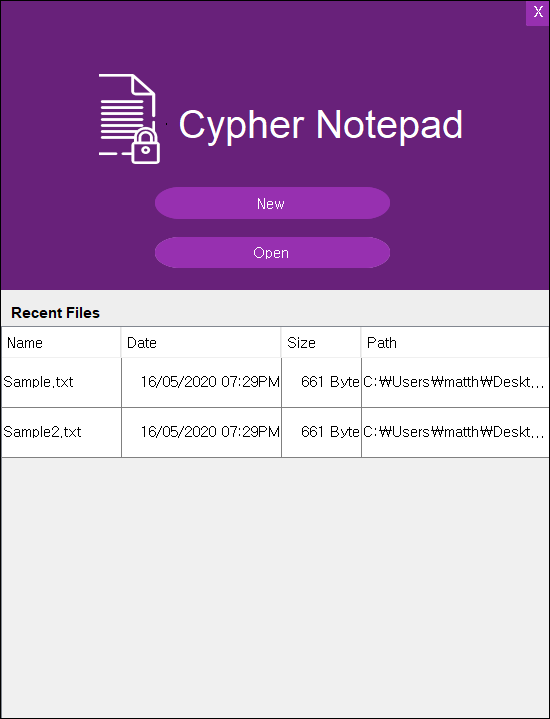 X
Cypher Notepad
New
Open
Recent Files
Name Date Size Path
Sample.txt 16/05/2020 07:29PM 661 Byte C:₩Users₩matth₩Deskt...
Sample2.txt 16/05/2020 07:29PM 661 Byte C:₩Users₩matth₩Deskt...